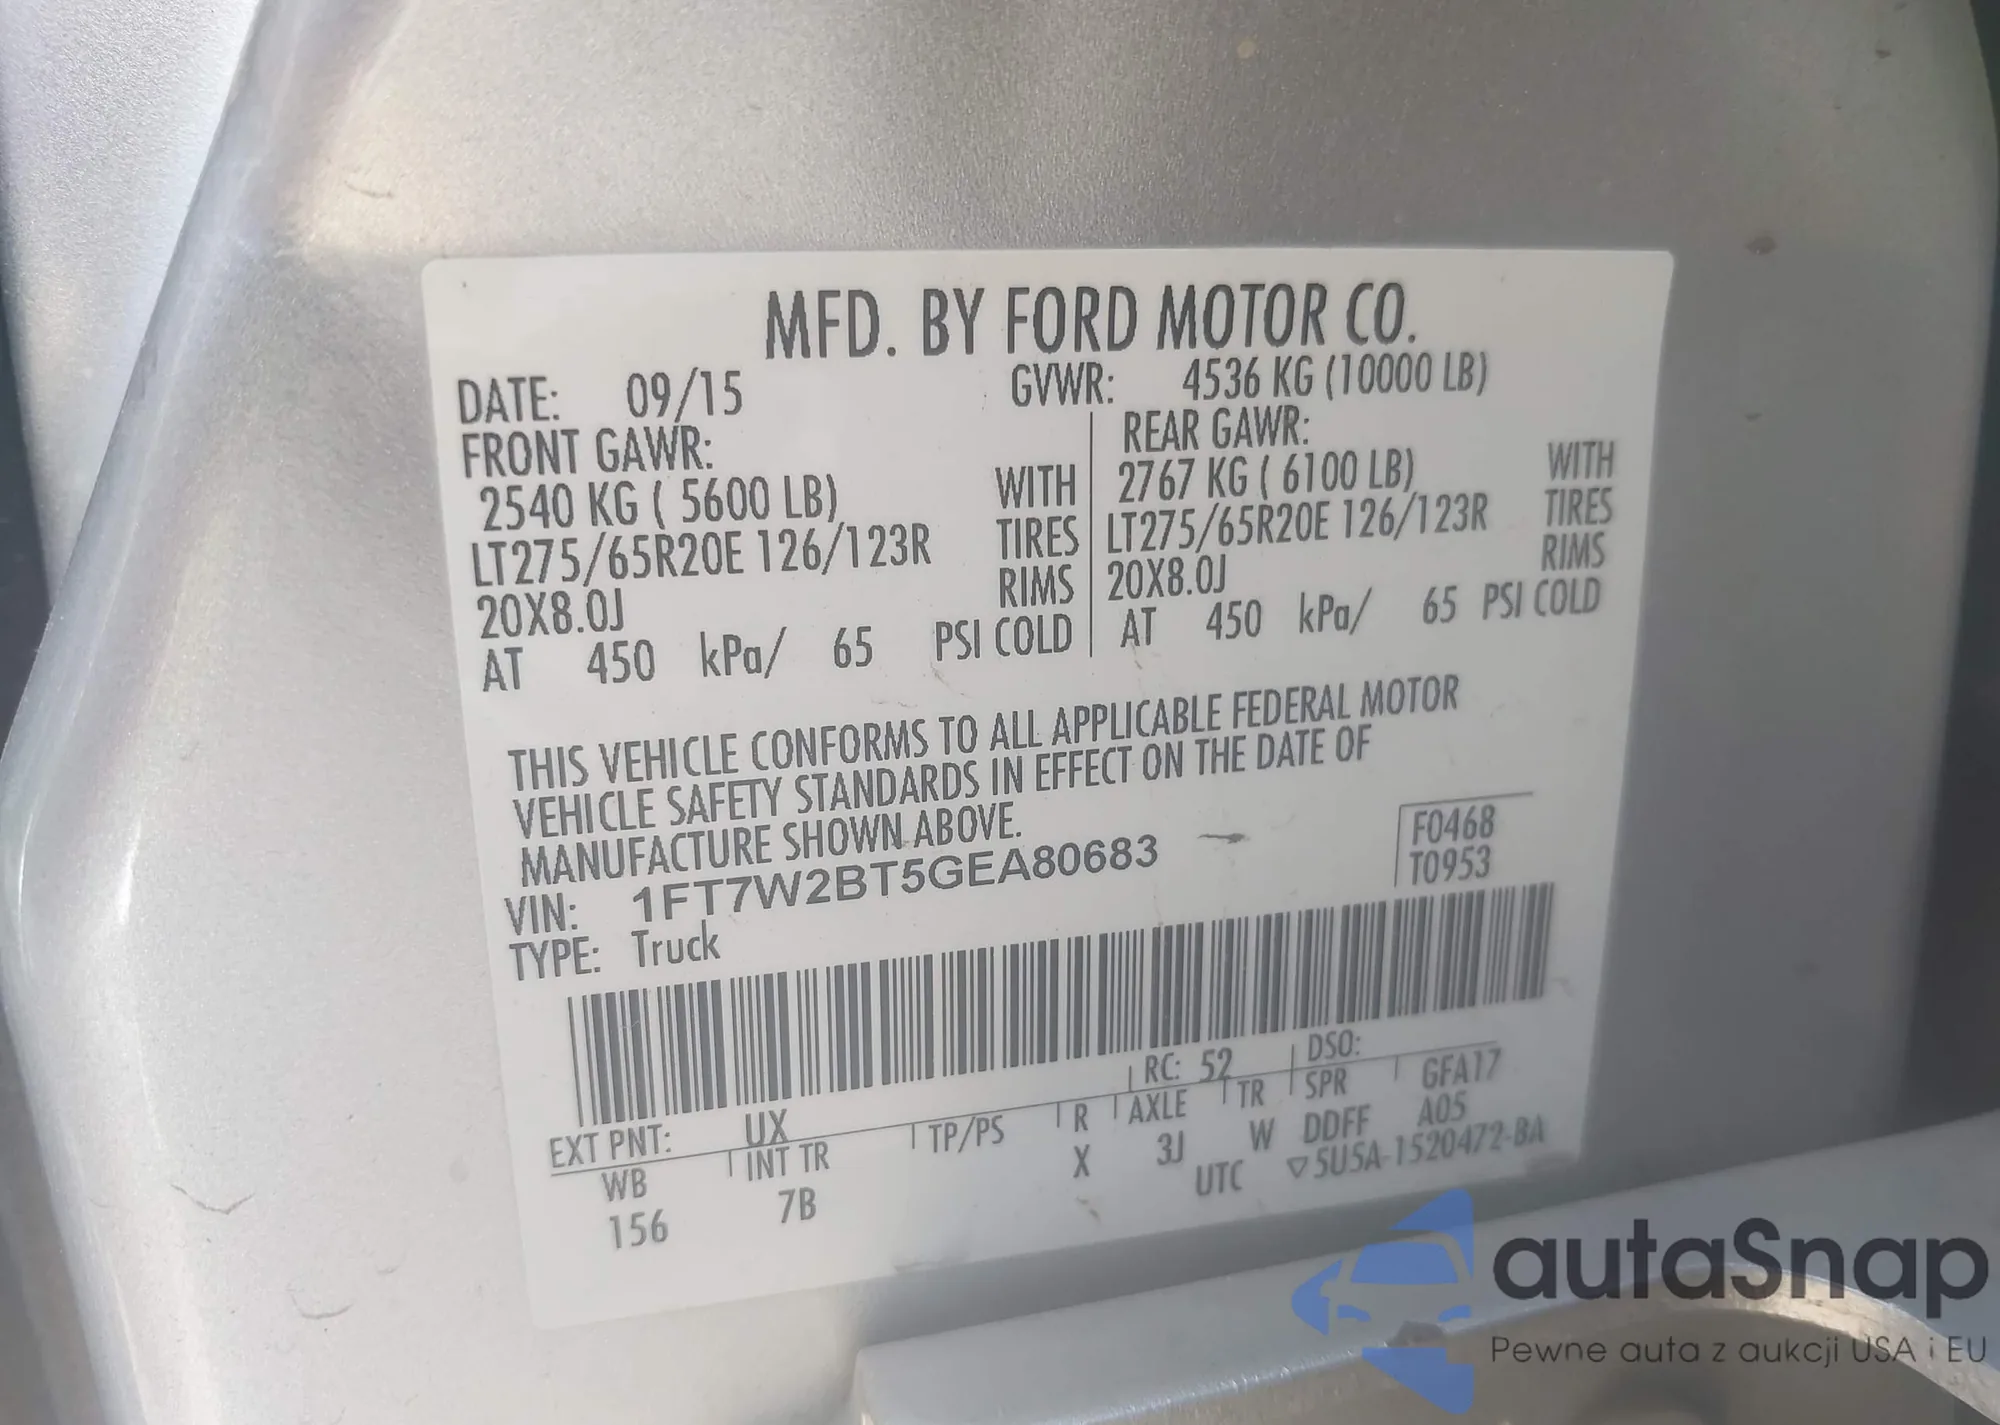 MFD. BY FORD MOTOR CO.
DATE: 09/15 GVWR: 4536 KG (10000 LB)
FRONT GAWR: REAR GAWR:
2540 KG ( 5600 LB) WITH 2767 KG ( 6100 LB) WITH
LT275/65R20E 126/123R TIRES LT275/65R20E 126/123R TIRES
20X8.0J RIMS 20X8.0J RIMS
AT 450 kPa/ 65 PSI COLD AT 450 kPa/ 65 PSI COLD
THIS VEHICLE CONFORMS TO ALL APPLICABLE FEDERAL MOTOR
VEHICLE SAFETY STANDARDS IN EFFECT ON THE DATE OF
MANUFACTURE SHOWN ABOVE.
VIN: 1FT7W2BT5GEA80683 F0468
TYPE: Truck T0953
EXT PNT: UX RC: 52 DSO:
WB INT TR TP/PS R AXLE TR SPR GFA17
156 7B X 3J W DDFF A05
UTC ▽5U5A-1520472-BA
autaSnap
Pewne auta z aukcji USA i EU